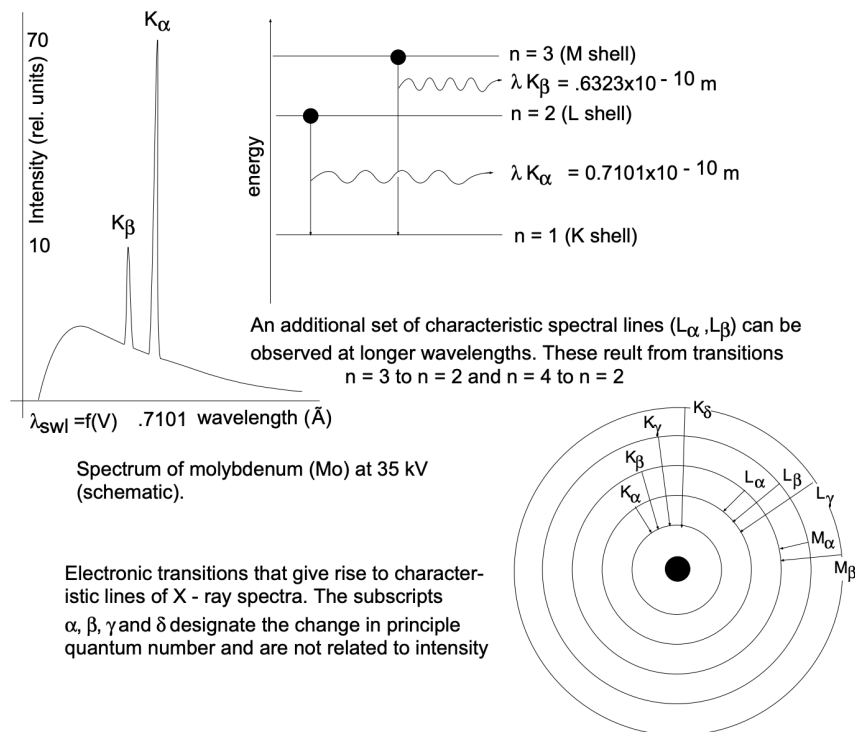 Kα
70
Intensity (rel. units)
Kβ
10
λswl =f(V) .7101 wavelength (Ã)
energy
n = 3 (M shell)
λ Kβ = .6323x10 - 10 m
n = 2 (L shell)
λ Kα = 0.7101x10 - 10 m
n = 1 (K shell)
An additional set of characteristic spectral lines (Lα ,Lβ) can be
observed at longer wavelengths. These reult from transitions
n = 3 to n = 2 and n = 4 to n = 2
Spectrum of molybdenum (Mo) at 35 kV
(schematic).
Kδ
Kγ
Kβ
Kα
Lα
Lβ
Lγ
Mα
Mβ
Electronic transitions that give rise to character-
istic lines of X - ray spectra. The subscripts
α, β, γ and δ designate the change in principle
quantum number and are not related to intensity